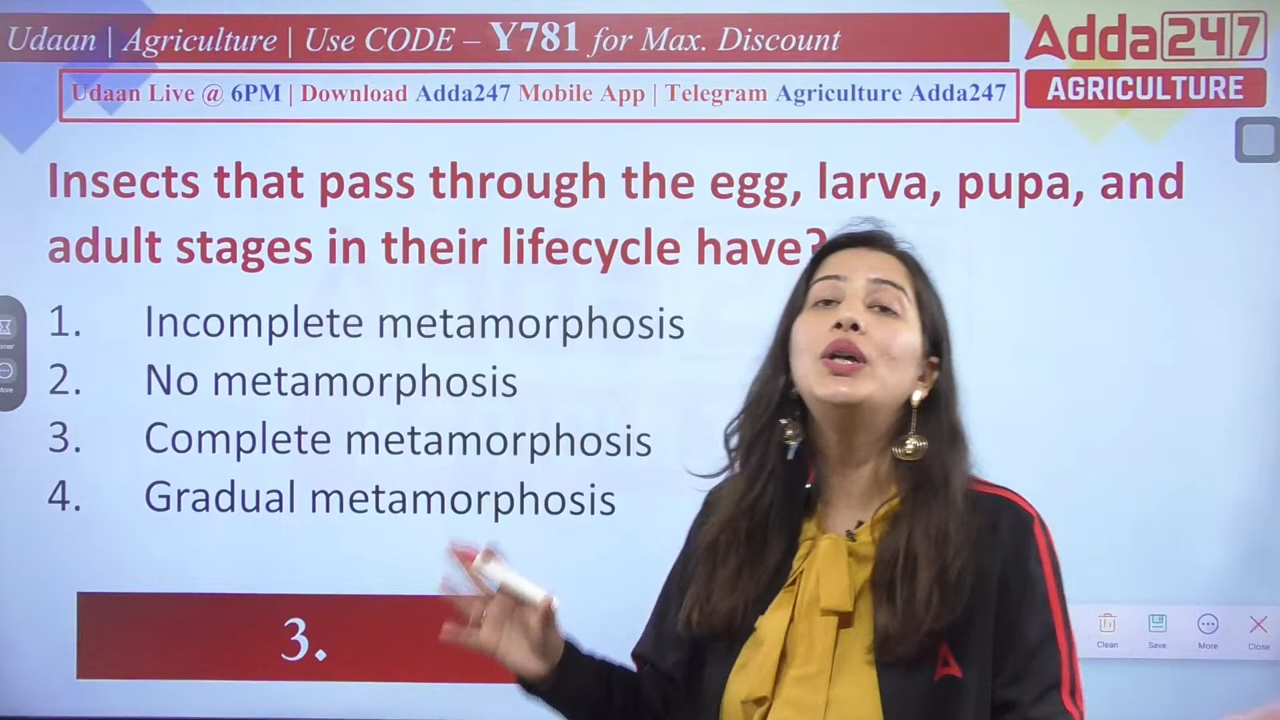 Udaan | Agriculture | Use CODE – Y781 for Max. Discount
Adda247
AGRICULTURE
Udaan Live @ 6PM | Download Adda247 Mobile App | Telegram Agriculture Adda247
Insects that pass through the egg, larva, pupa, and
adult stages in their lifecycle have?
1. Incomplete metamorphosis
2. No metamorphosis
3. Complete metamorphosis
4. Gradual metamorphosis
3.
Clean Save More Close